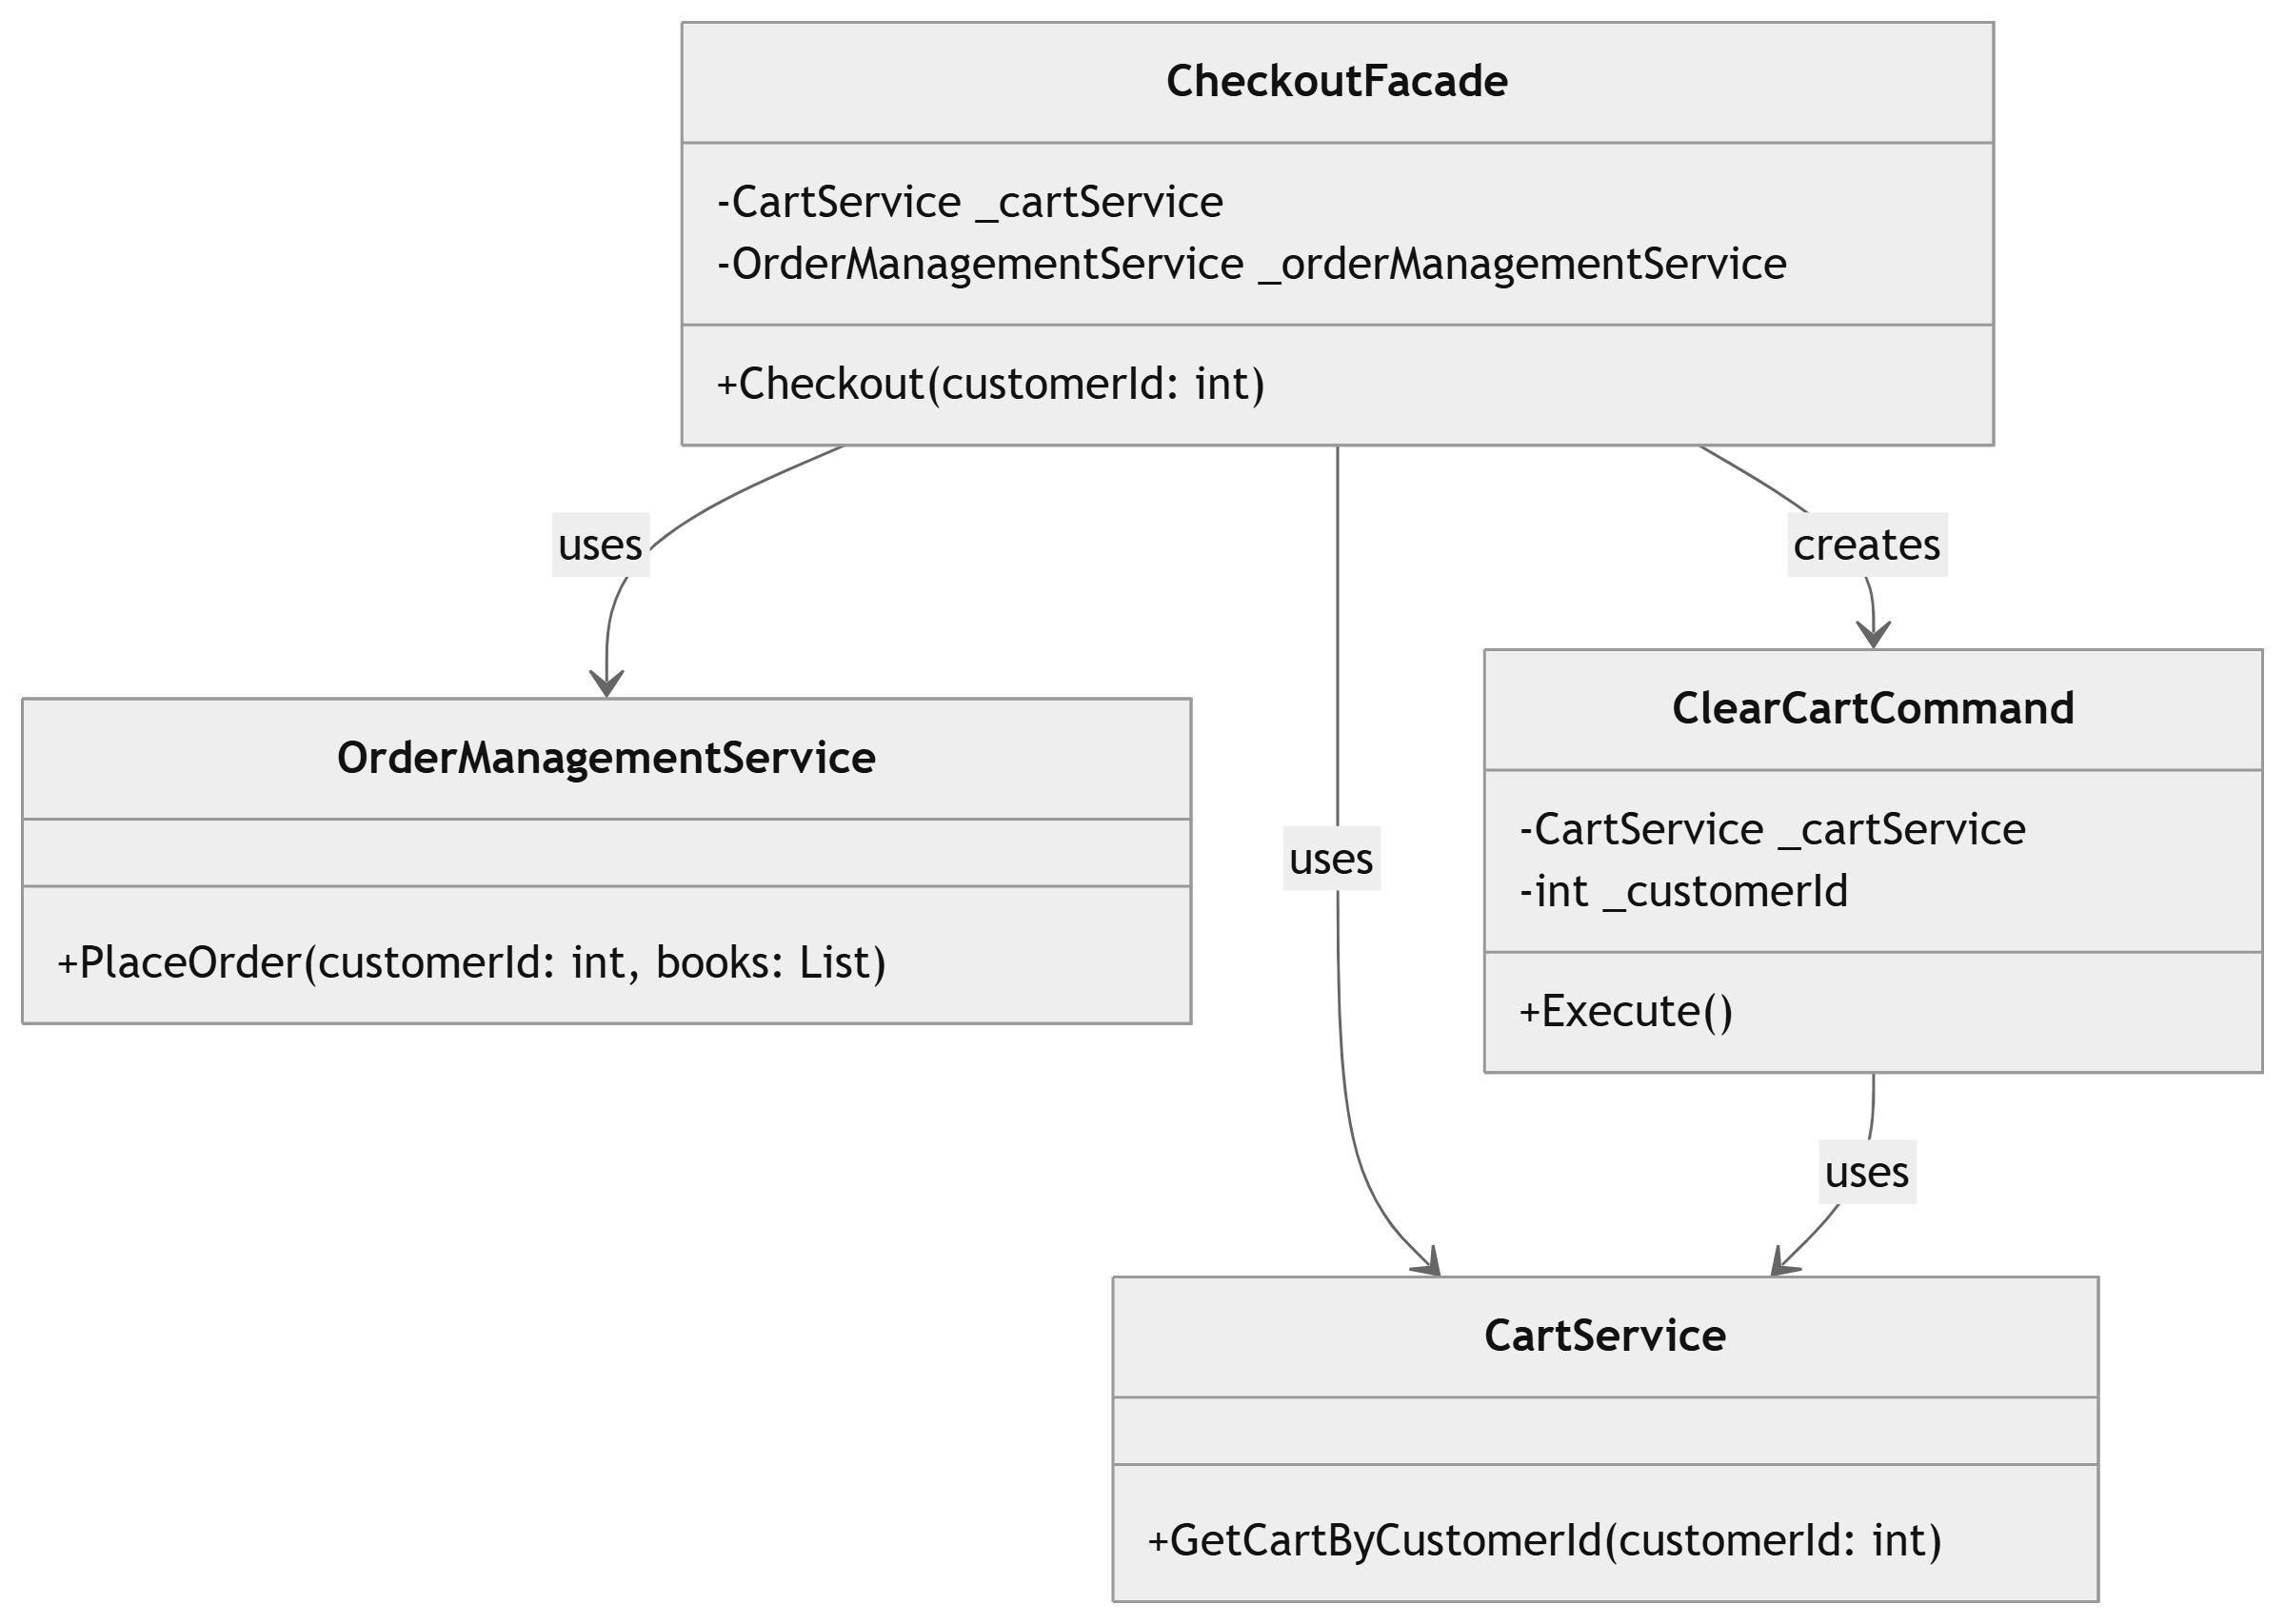 CheckoutFacade
-CartService _cartService
-OrderManagementService _orderManagementService
+Checkout(customerId: int)
uses
creates
OrderManagementService
+PlaceOrder(customerId: int, books: List)
uses
ClearCartCommand
-CartService _cartService
-int _customerId
+Execute()
uses
CartService
+GetCartByCustomerId(customerId: int)